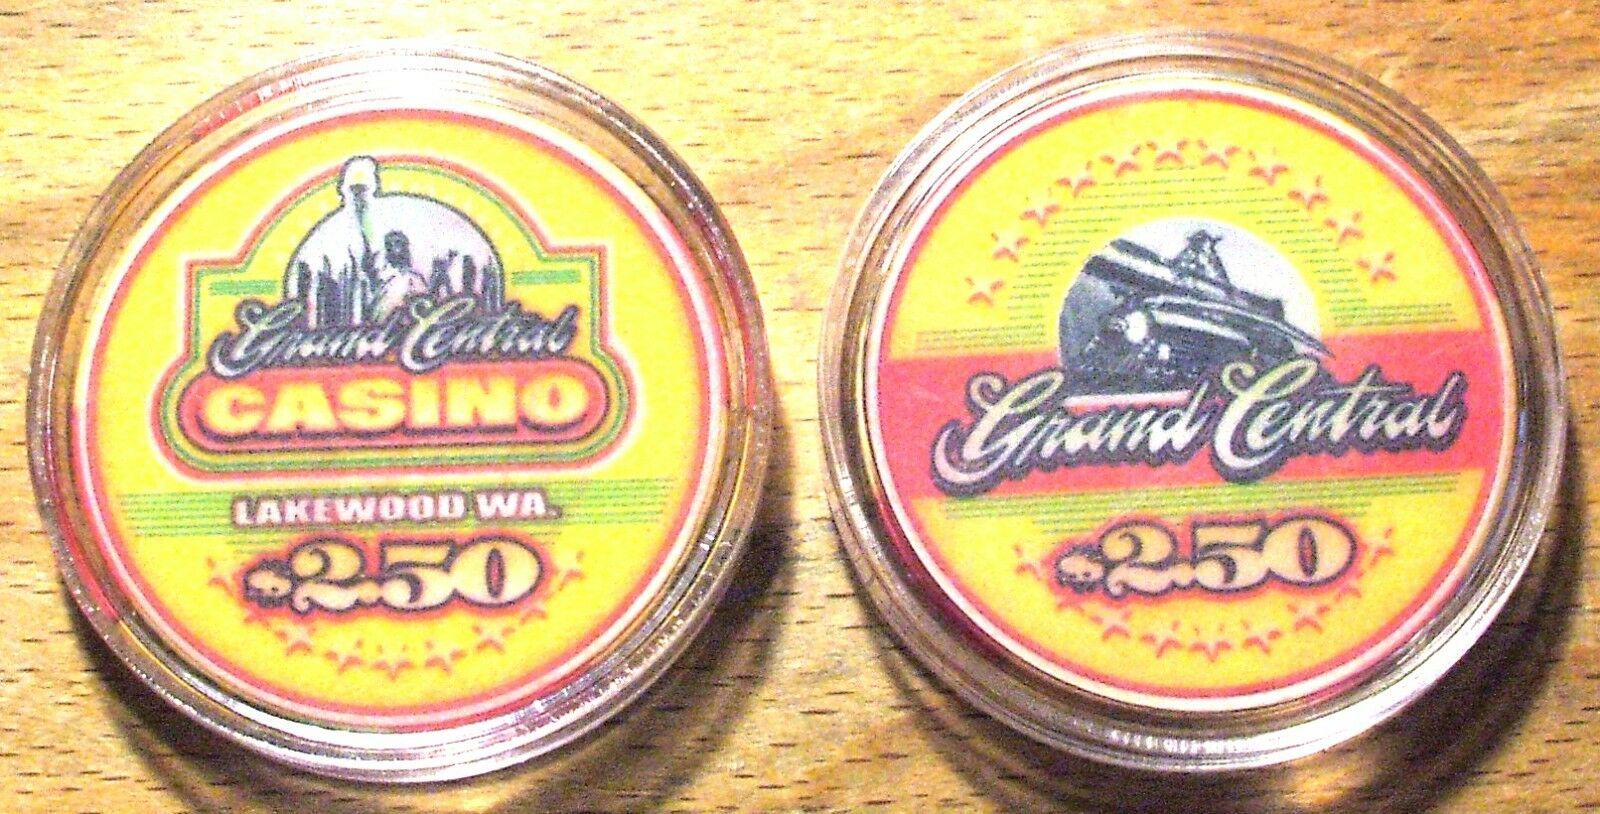 Grand Central
CASINO
LAKEWOOD WA.
$2.50
Grand Central
$2.50